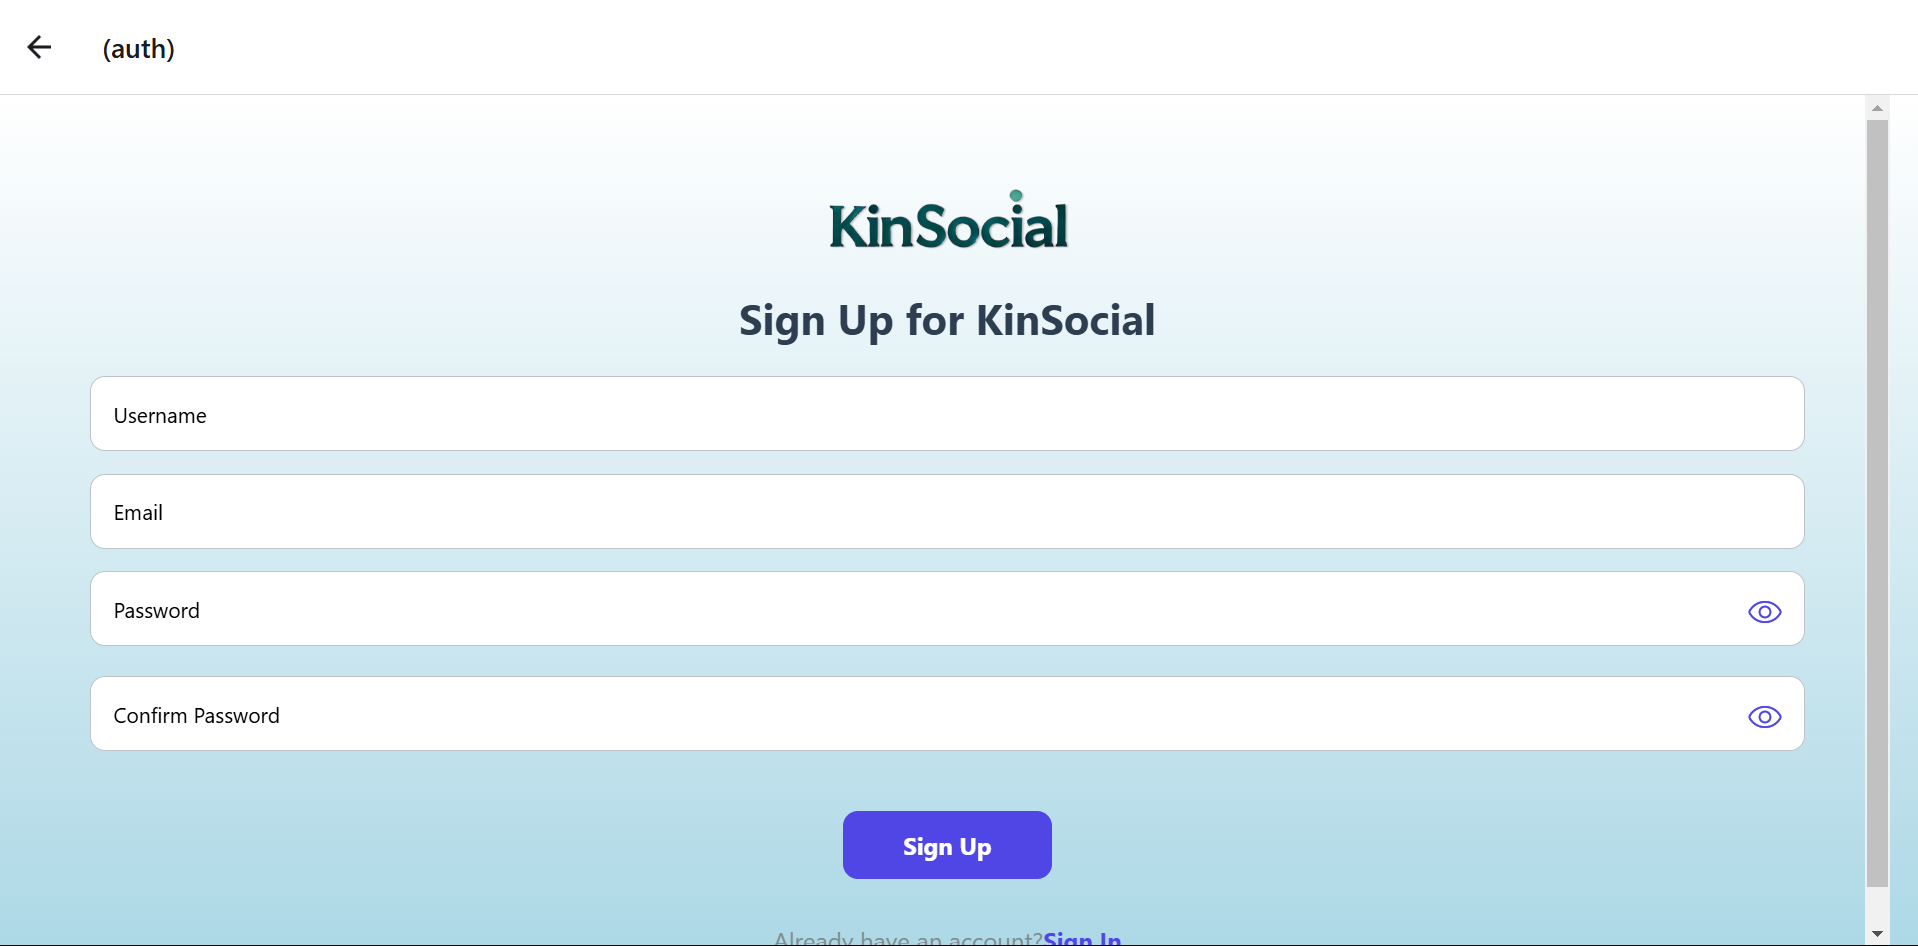 (auth)
KinSocial
Sign Up for KinSocial
Username
Email
Password
Confirm Password
Sign Up
Already have an account?Sign In